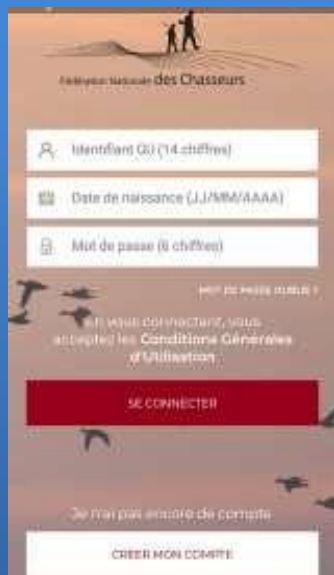 Fédération Nationale des Chasseurs
Identifiant GU (14 chiffres)
Date de naissance (JJ/MM/AAAA)
Mot de passe (6 chiffres)
MOT DE PASSE OUBLIÉ ?
En vous connectant, vous
acceptez les Conditions Générales
d'Utilisation
SE CONNECTER
Je n'ai pas encore de compte
CRÉER MON COMPTE